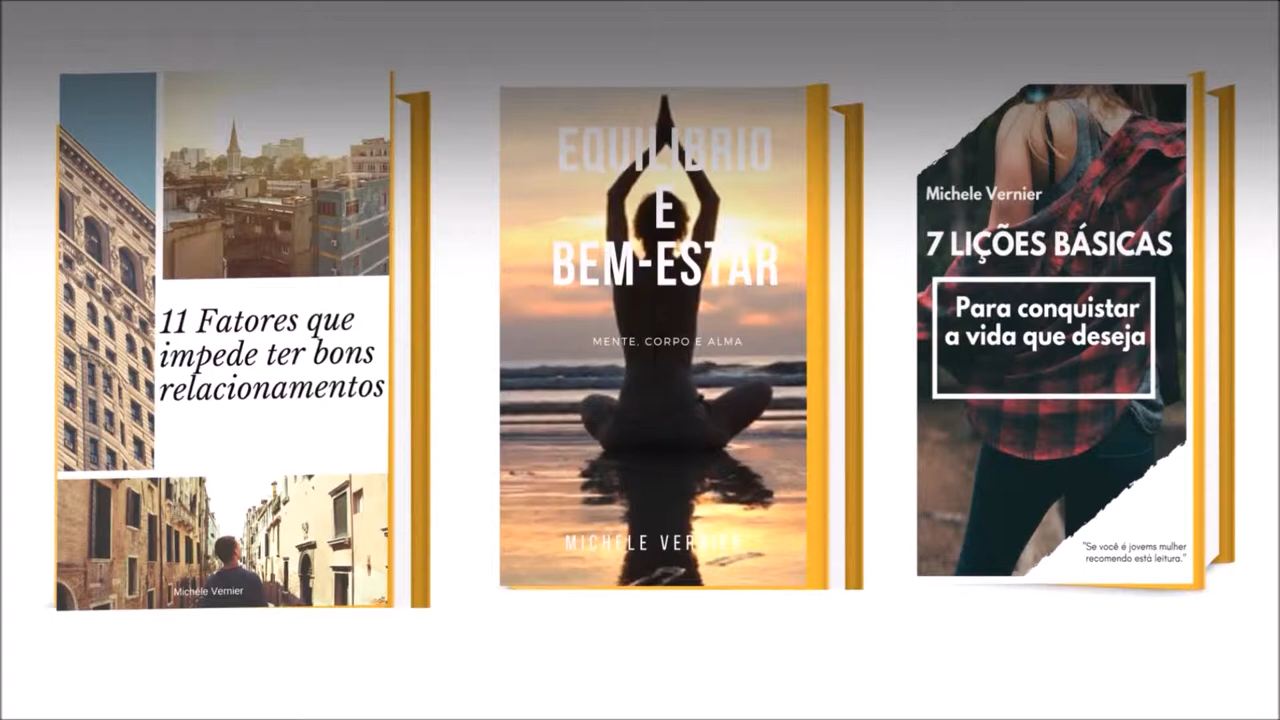 11 Fatores que
impede ter bons
relacionamentos
Michele Vernier
EQUILIBRIO
E
BEM-ESTAR
MENTE, CORPO E ALMA
MICHELE VERNIER
Michele Vernier
7 LIÇÕES BÁSICAS
Para conquistar
a vida que deseja
"Se você é jovems mulher
recomendo está leitura."